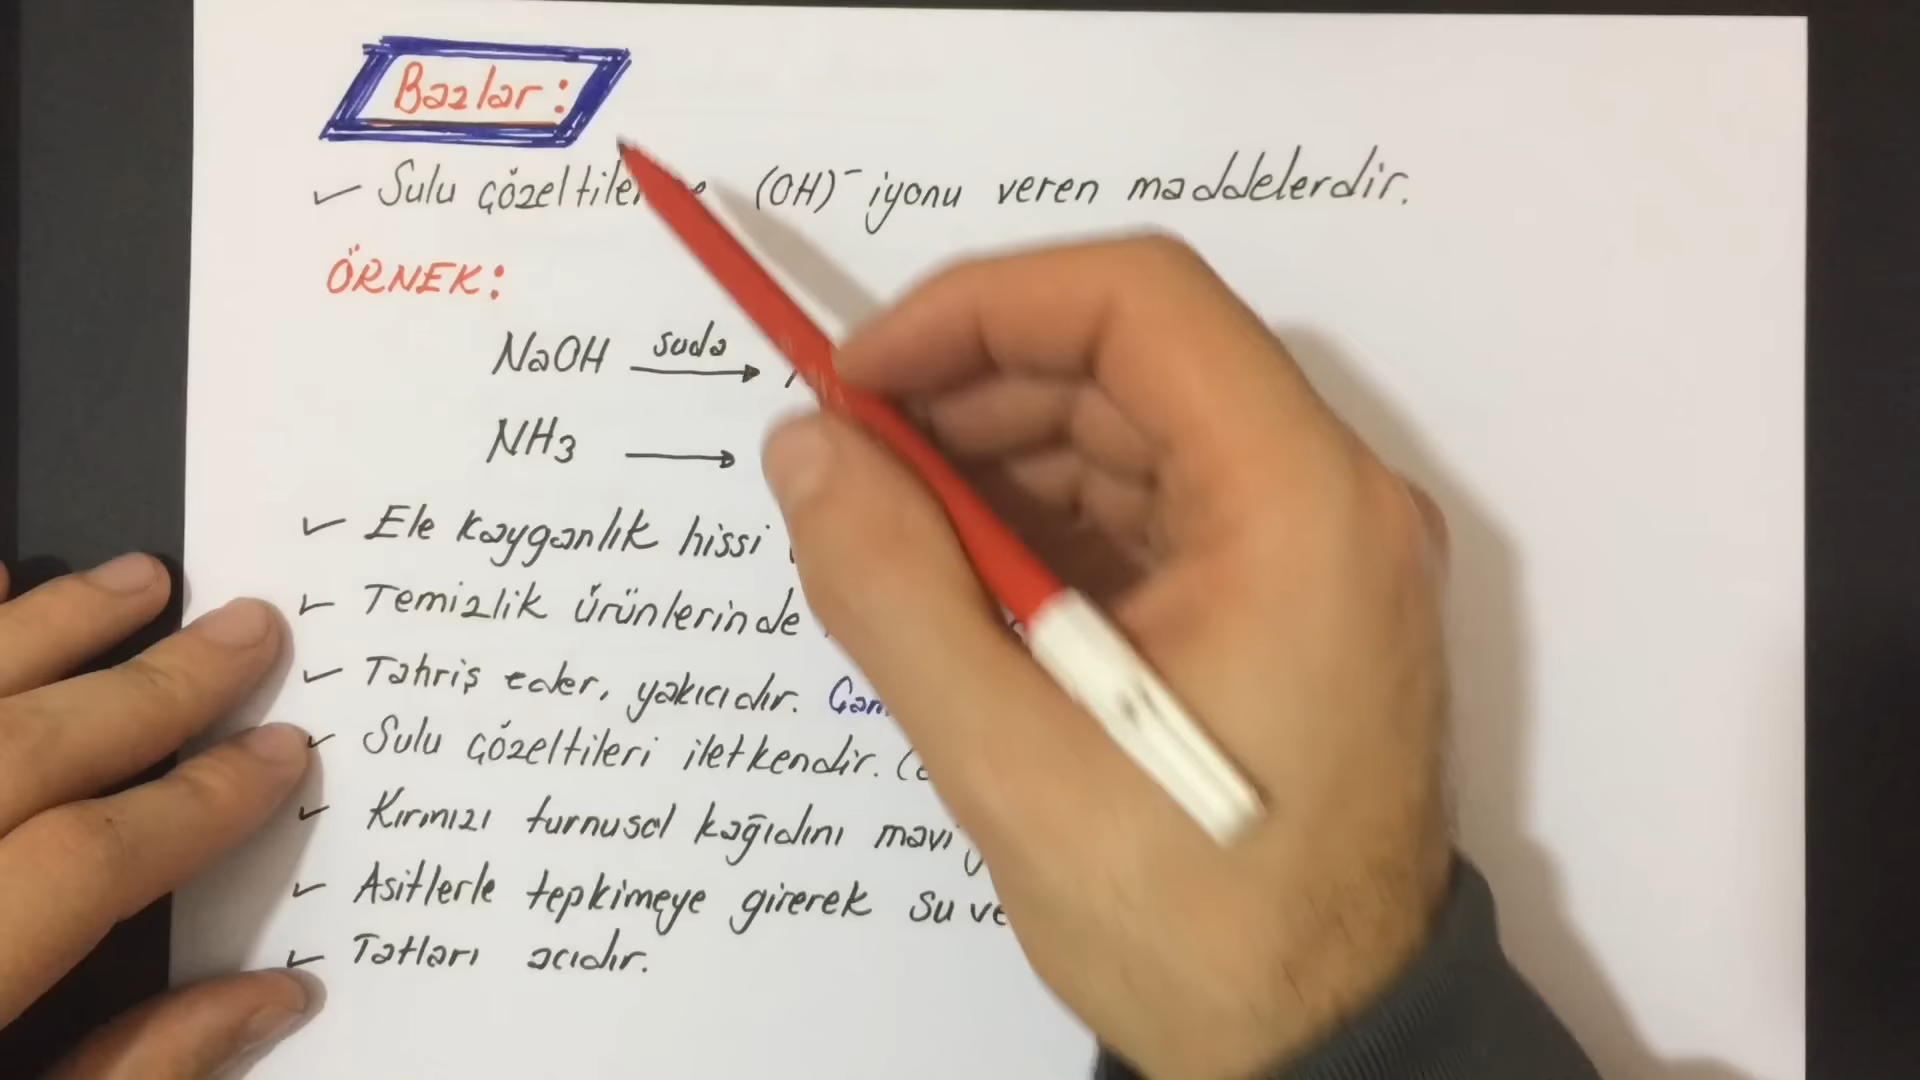 Bazlar:
✓ Sulu (OH)⁻ iyonu veren maddelerdir.
ÖRNEK:
NaOH suda →
NH₃ →
✓ Ele kayganlık hissi
✓ Temizlik ürünlerinde
✓ Tahriş eder, yakıcıdır.
✓ Sulu çözeltileri iletkendir.
✓ Kırmızı turnusol kağıdını mavi
✓ Asitlerle tepkimeye girerek su ve
✓ Tatları acıdır.